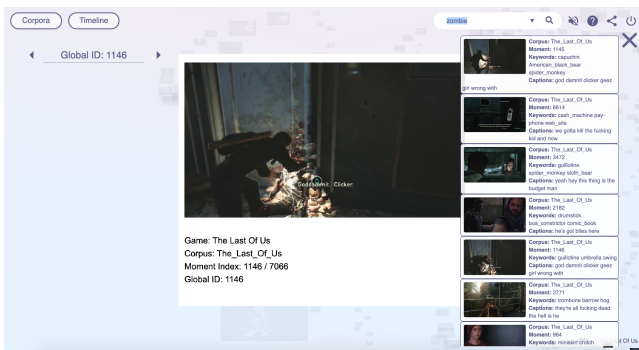 Corpora
Timeline
zombie
Global ID: 1146
Goddammit. Clicker.
Game: The Last Of Us
Corpus: The_Last_Of_Us
Moment Index: 1146 / 7066
Global ID: 1146
Corpus: The_Last_Of_Us
Moment: 1145
Keywords: capuchin
American_black_bear
spider_monkey
Captions: god damnit clicker geez
girl wrong with
Corpus: The_Last_Of_Us
Moment: 6614
Keywords: cash_machine pay-
phone web_site
Captions: we gotta kill the fucking
kid and now
Corpus: The_Last_Of_Us
Moment: 3472
Keywords: guillotine
spider_monkey sloth_bear
Captions: yeah hey this thing is the
budget man
Corpus: The_Last_Of_Us
Moment: 2182
Keywords: drumstick
boa_constrictor comic_book
Captions: he's got bites here
Corpus: The_Last_Of_Us
Moment: 1146
Keywords: guillotine umbrella swing
Captions: god damnit clicker geez
girl wrong with
Corpus: The_Last_Of_Us
Moment: 2771
Keywords: trombone barrow hog
Captions: they're all fucking dead
the hell is he
Corpus: The_Last_Of_Us
Moment: 964
Keywords: miniskirt crutch
t Of Us